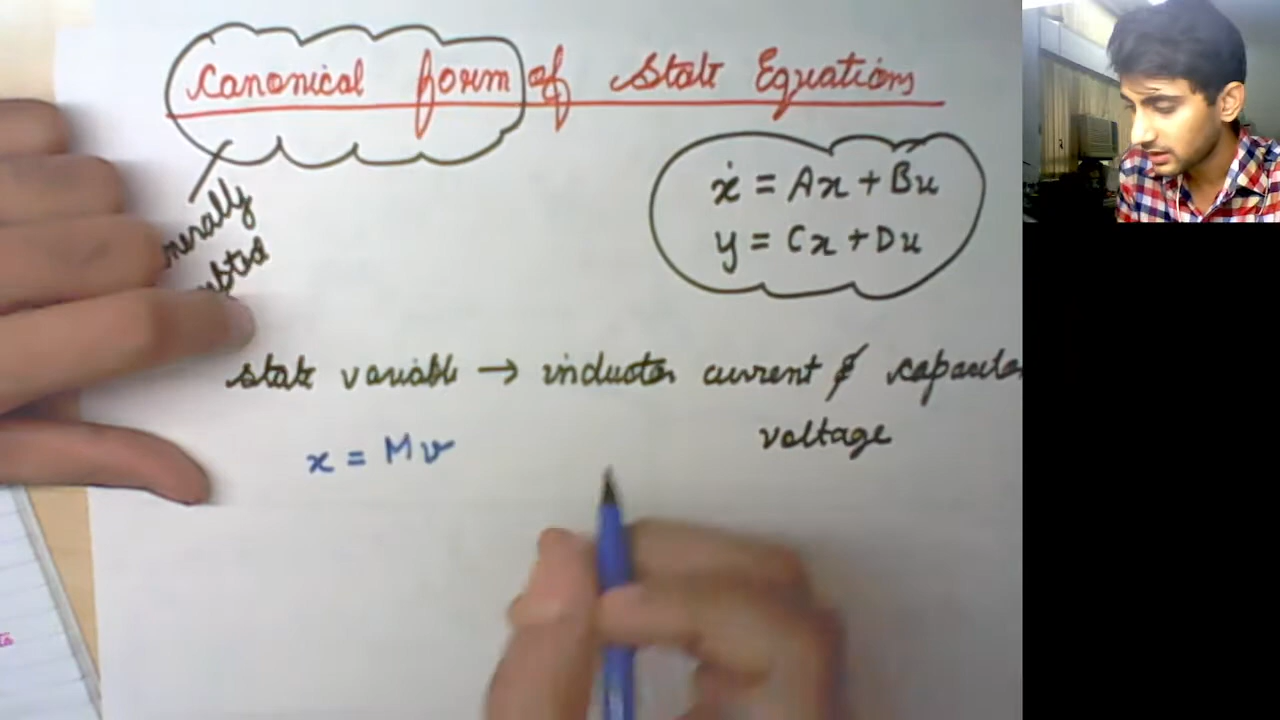 Canonical form of State Equations
ẋ = Ax + Bu
y = Cx + Du
state variable → inductor current & capacitor
voltage
x = Mv